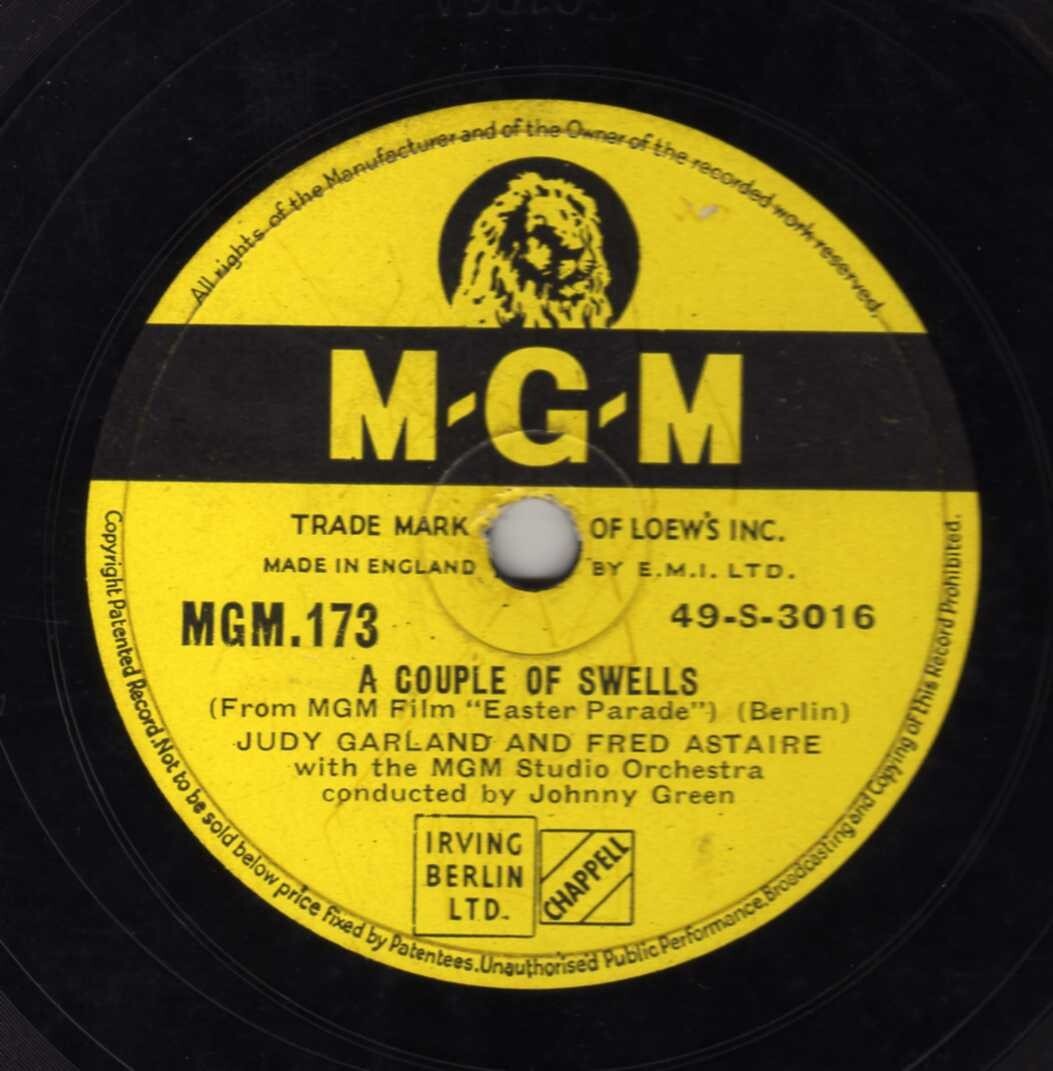 All rights of the Manufacturer and of the Owner of the recorded work reserved.
M-G-M
TRADE MARK OF LOEW'S INC.
MADE IN ENGLAND BY E.M.I. LTD.
MGM.173 49-S-3016
A COUPLE OF SWELLS
(From MGM Film "Easter Parade") (Berlin)
JUDY GARLAND AND FRED ASTAIRE
with the MGM Studio Orchestra
conducted by Johnny Green
IRVING
BERLIN
LTD.
CHAPPELL
Copyright Patented Record.Not to be sold below price fixed by Patentees.Unauthorised Public Performance,Broadcasting and Copying of this Record Prohibited.